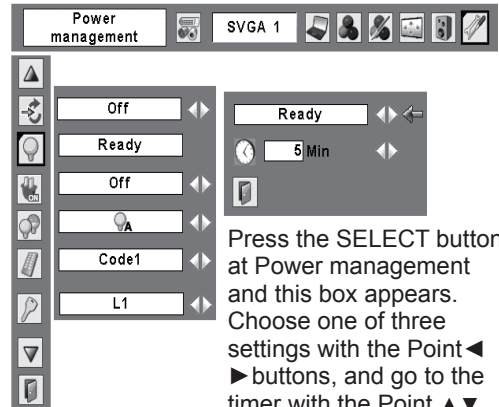 Power
management
SVGA 1
Off
Ready
Off
A
Code1
L1
ON
Ready
5 Min
Press the SELECT button
at Power management
and this box appears.
Choose one of three
settings with the Point◄
►buttons, and go to the
timer with the Point ▲▼